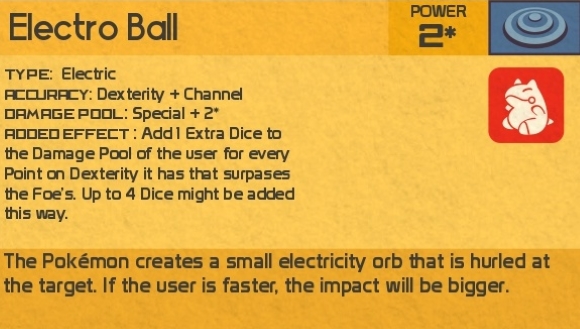 Electro Ball
POWER
2*
TYPE: Electric
ACCURACY: Dexterity + Channel
DAMAGE POOL: Special + 2*
ADDED EFFECT : Add 1 Extra Dice to
the Damage Pool of the user for every
Point on Dexterity it has that surpases
the Foe's. Up to 4 Dice might be added
this way.
The Pokémon creates a small electricity orb that is hurled at
the target. If the user is faster, the impact will be bigger.